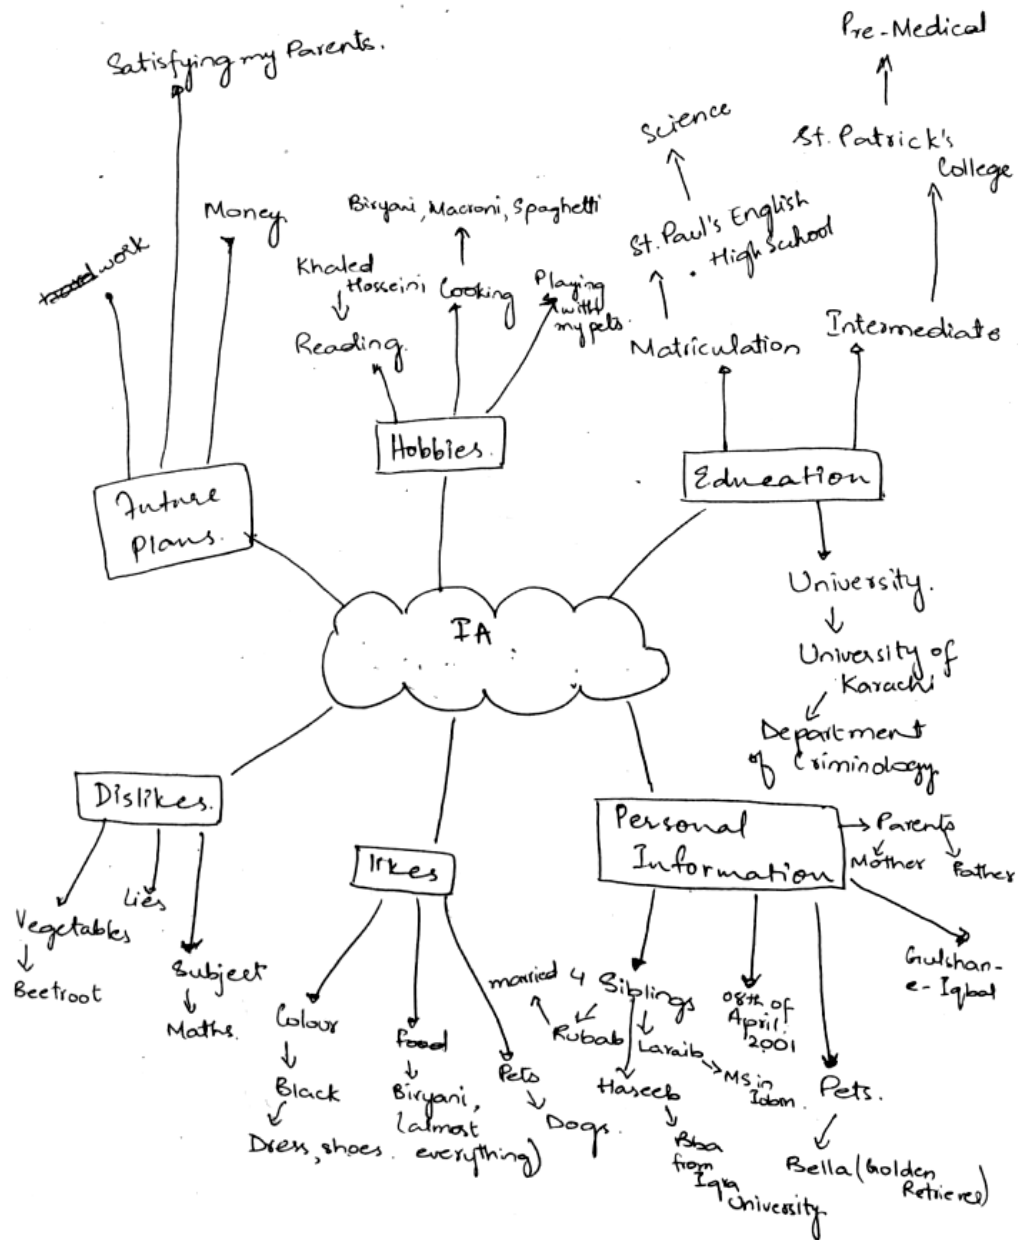 Pre-Medical
Satisfying my Parents.
Science
St. Patrick's
College
Money
Biryani, Macroni, Spaghetti
St. Paul's English
High School
work
Khaled
Hosseini
Cooking
Playing
with
my pets.
Reading.
Matriculation
Intermediate
Hobbies.
Education
Future
Plans.
University.
IA
University of
Karachi
Department
of Criminology
Dislikes.
Personal
Information
Parents
Mother
Father
likes
Lies
Vegetables
Beetroot
Subject
Maths.
married
4 Siblings
08th of
April
2001
Gulshan-
e-Iqbal
Colour
Food
Rubab
Laraib
MS in
Iobm.
Pets
Haseeb
Pets.
Black
Biryani,
(almost
everything)
Dogs.
Dress, shoes.
Bba
from
Iqra
University
Bella (Golden
Retriever)